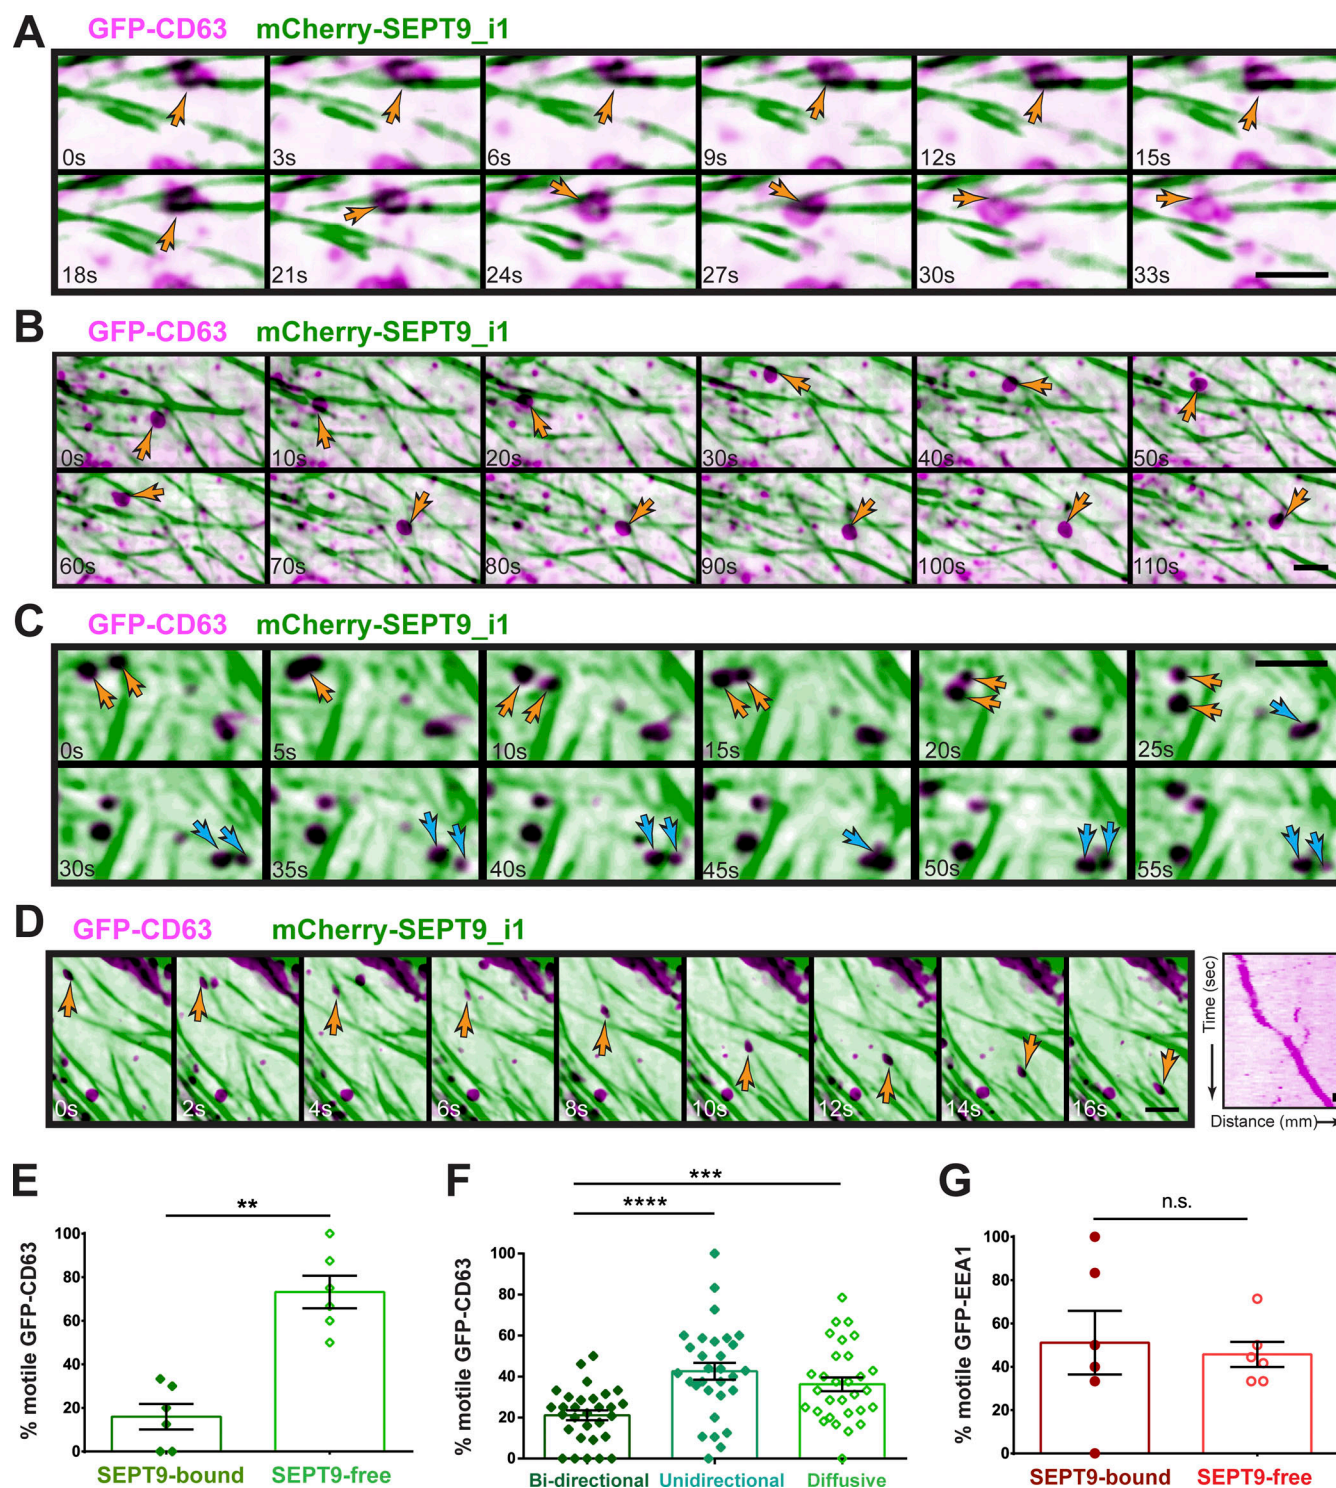 A
GFP-CD63 mCherry-SEPT9_i1
0s 3s 6s 9s 12s 15s
18s 21s 24s 27s 30s 33s
B
GFP-CD63 mCherry-SEPT9_i1
0s 10s 20s 30s 40s 50s
60s 70s 80s 90s 100s 110s
C
GFP-CD63 mCherry-SEPT9_i1
0s 5s 10s 15s 20s 25s
30s 35s 40s 45s 50s 55s
D
GFP-CD63 mCherry-SEPT9_i1
0s 2s 4s 6s 8s 10s 12s 14s 16s
Time (sec)
Distance (mm)
E
**
% motile GFP-CD63
100
80
60
40
20
0
SEPT9-bound SEPT9-free
F
***
****
% motile GFP-CD63
100
80
60
40
20
0
Bi-directional Unidirectional Diffusive
G
n.s.
% motile GFP-EEA1
100
80
60
40
20
0
SEPT9-bound SEPT9-free